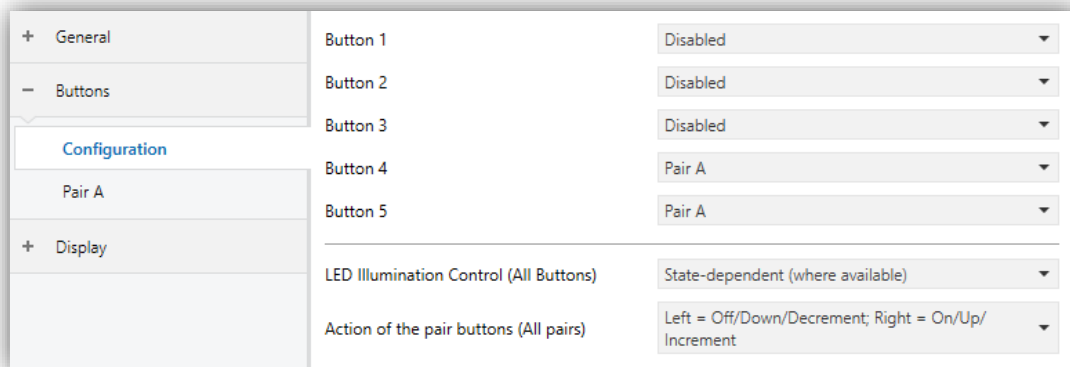 + General
− Buttons
Configuration
Pair A
+ Display
Button 1 Disabled
Button 2 Disabled
Button 3 Disabled
Button 4 Pair A
Button 5 Pair A
LED Illumination Control (All Buttons) State-dependent (where available)
Action of the pair buttons (All pairs) Left = Off/Down/Decrement; Right = On/Up/
Increment